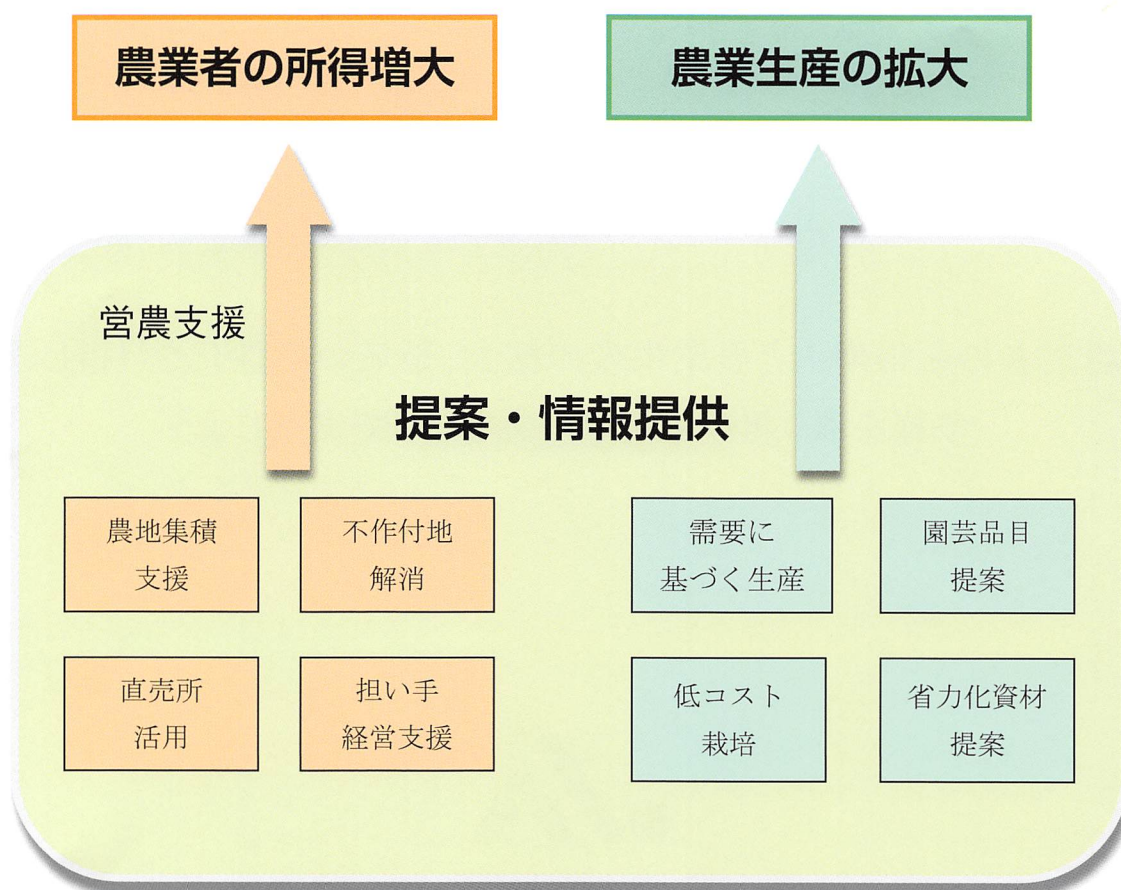 農業者の所得増大
農業生産の拡大
営農支援
提案・情報提供
農地集積
支援
不作付地
解消
需要に
基づく生産
園芸品目
提案
直売所
活用
担い手
経営支援
低コスト
栽培
省力化資材
提案